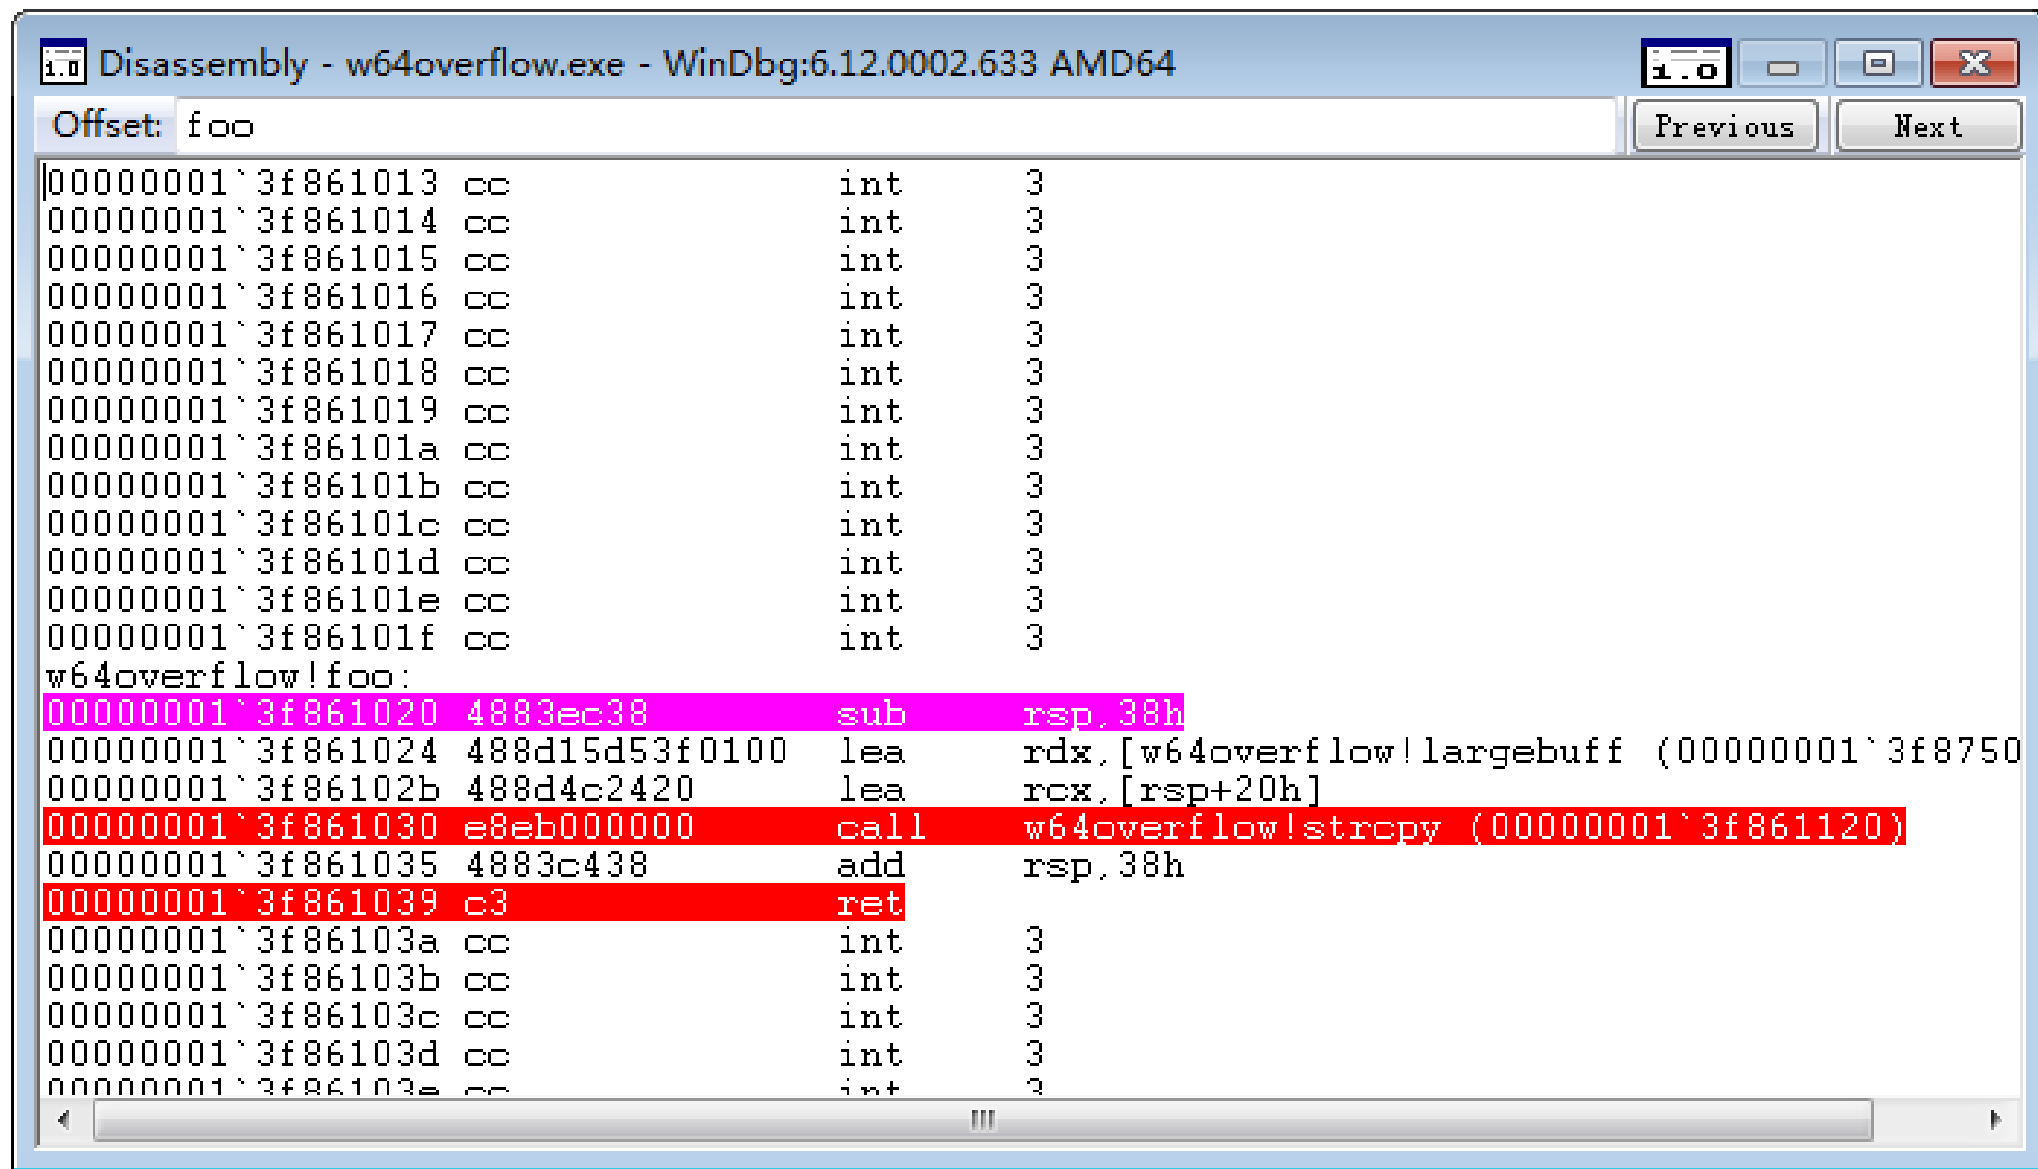 Disassembly - w64overflow.exe - WinDbg:6.12.0002.633 AMD64
Offset: foo Previous Next
00000001`3f861013 cc int 3
00000001`3f861014 cc int 3
00000001`3f861015 cc int 3
00000001`3f861016 cc int 3
00000001`3f861017 cc int 3
00000001`3f861018 cc int 3
00000001`3f861019 cc int 3
00000001`3f86101a cc int 3
00000001`3f86101b cc int 3
00000001`3f86101c cc int 3
00000001`3f86101d cc int 3
00000001`3f86101e cc int 3
00000001`3f86101f cc int 3
w64overflow!foo:
00000001`3f861020 4883ec38 sub rsp,38h
00000001`3f861024 488d15d53f0100 lea rdx,[w64overflow!largebuff (00000001`3f8750
00000001`3f86102b 488d4c2420 lea rcx,[rsp+20h]
00000001`3f861030 e8eb000000 call w64overflow!strcpy (00000001`3f861120)
00000001`3f861035 4883c438 add rsp,38h
00000001`3f861039 c3 ret
00000001`3f86103a cc int 3
00000001`3f86103b cc int 3
00000001`3f86103c cc int 3
00000001`3f86103d cc int 3
00000001`3f86103e cc int 3